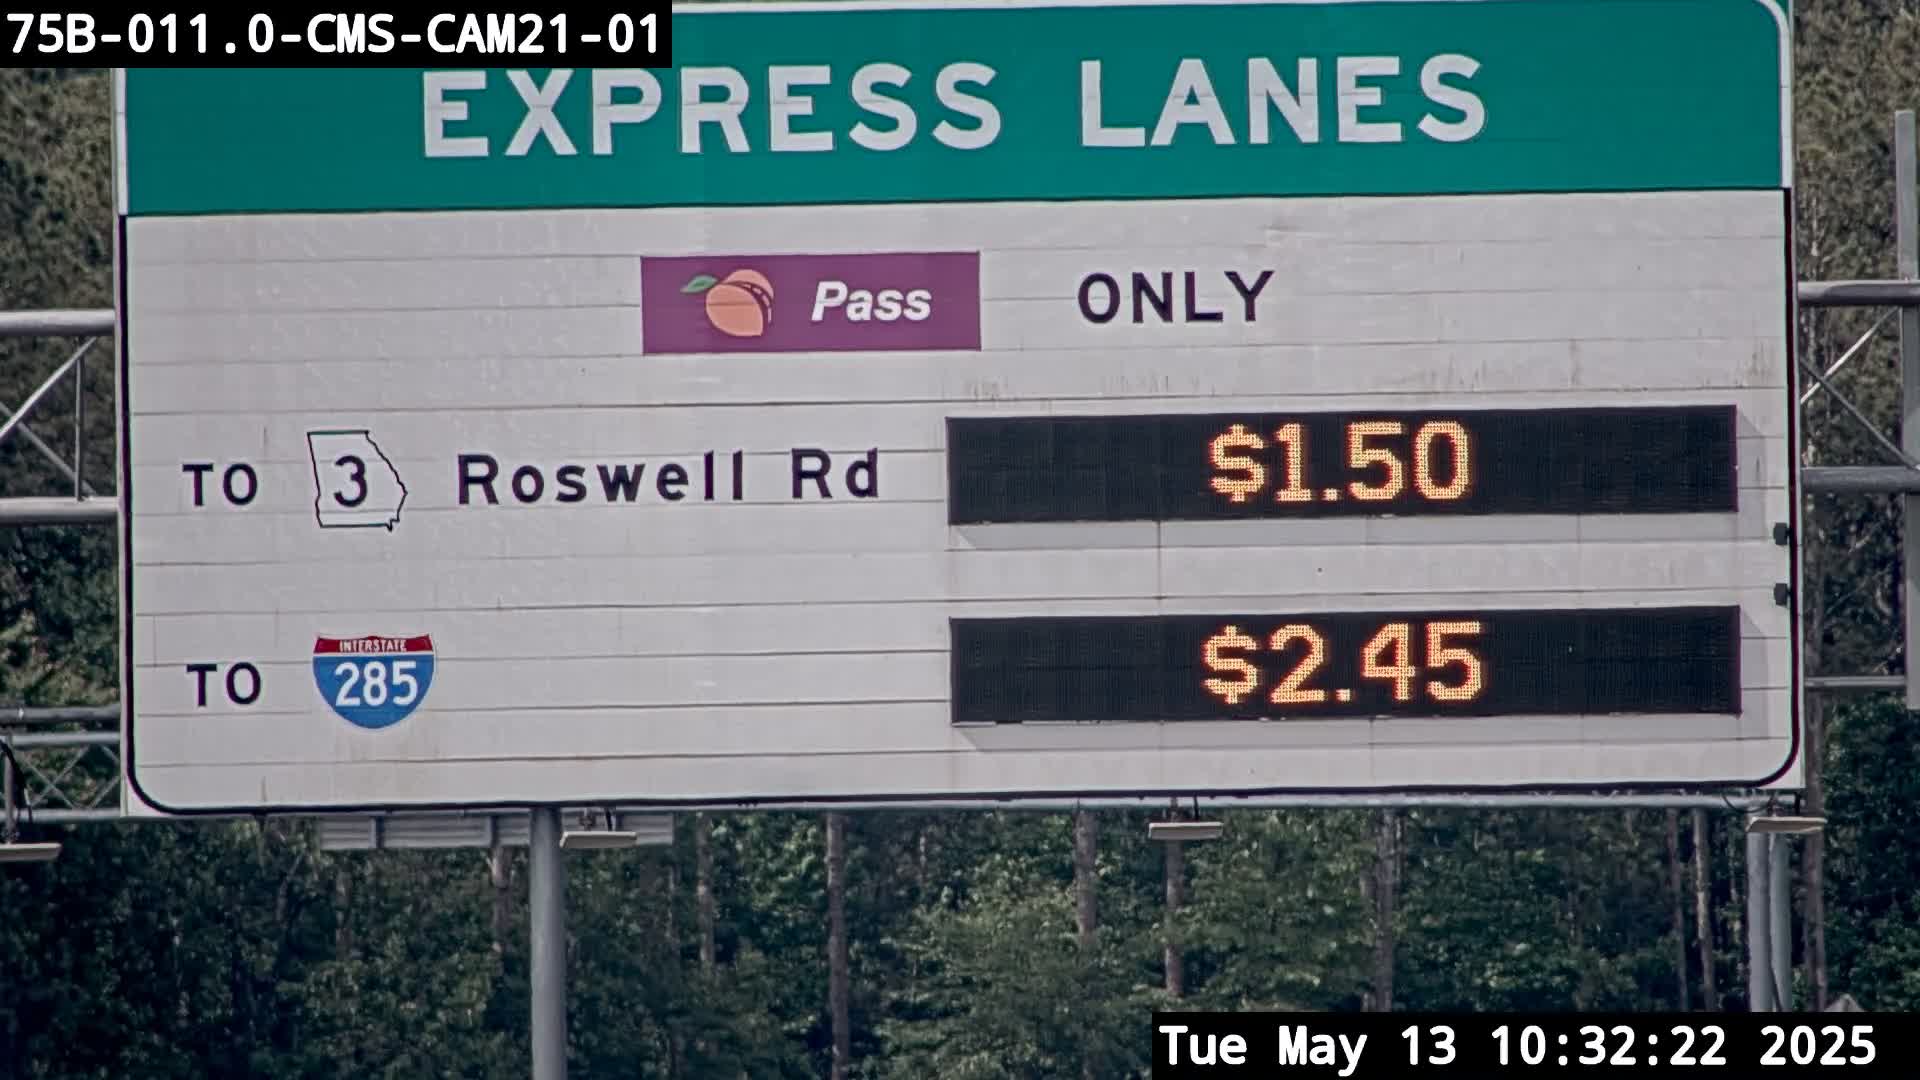 75B-011.0-CMS-CAM21-01
EXPRESS LANES
Pass ONLY
TO 3 Roswell Rd $1.50
INTERSTATE
TO 285 $2.45
Tue May 13 10:32:22 2025